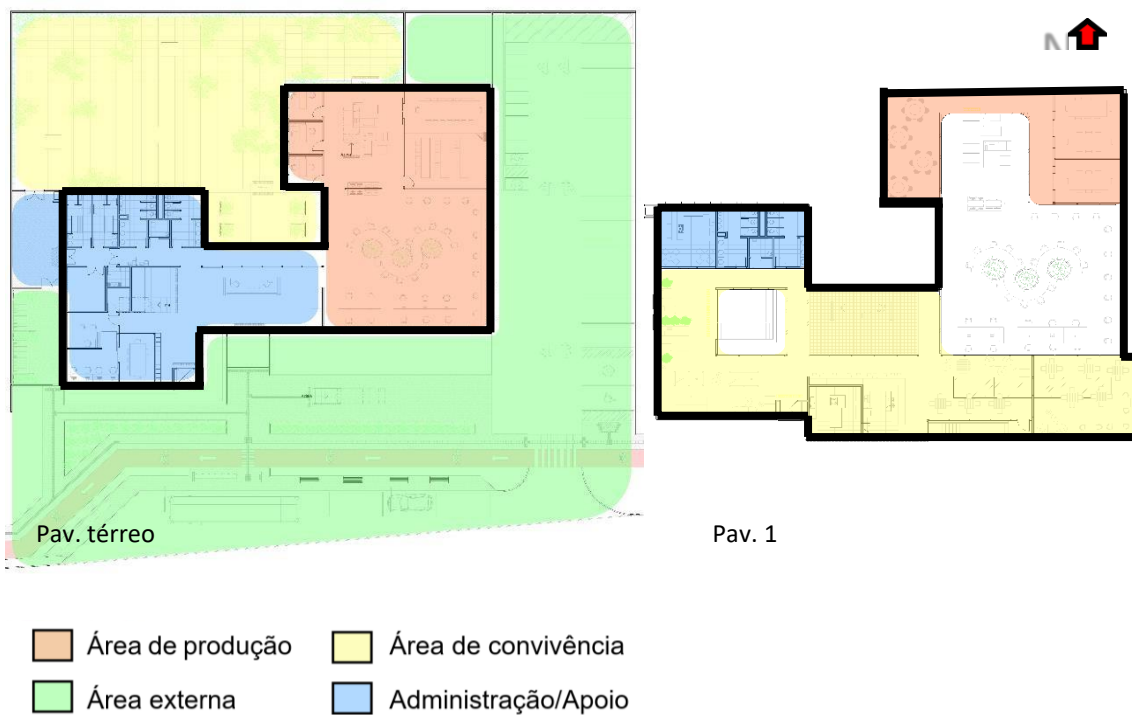 N
Pav. térreo
Pav. 1
Área de produção
Área de convivência
Área externa
Administração/Apoio